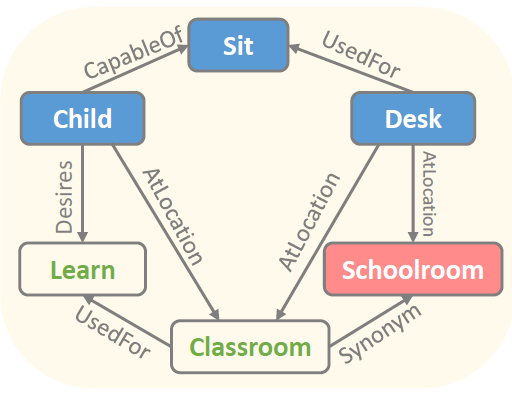 Sit
CapableOf
UsedFor
Child
Desk
Desires
AtLocation
AtLocation
AtLocation
Learn
Schoolroom
UsedFor
Classroom
Synonym